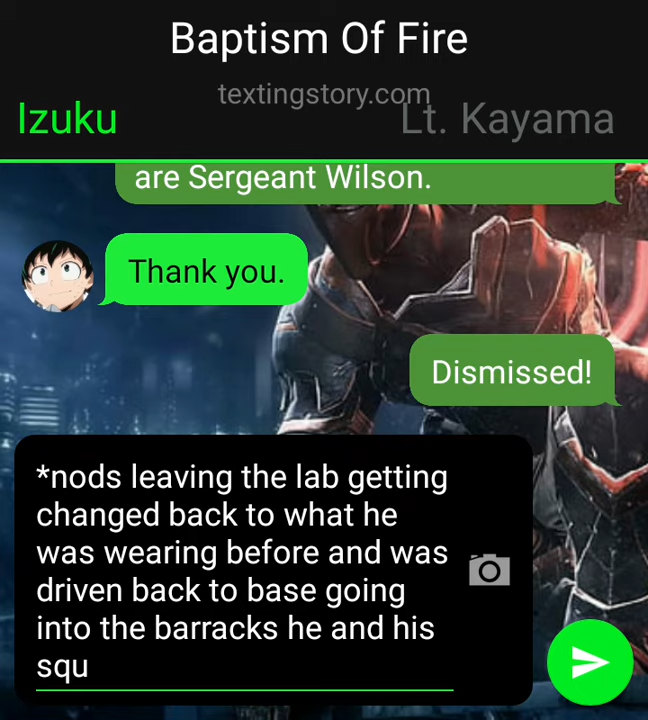 Baptism Of Fire
textingstory.com
Izuku
Lt. Kayama
are Sergeant Wilson.
Thank you.
Dismissed!
*nods leaving the lab getting
changed back to what he
was wearing before and was
driven back to base going
into the barracks he and his
squ